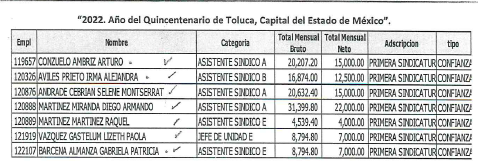 "2022. Año del Quincentenario de Toluca, Capital del Estado de México".
Empl Nombre Categoria Total Mensual Bruto Total Mensual Neto Adscripcion tipo
119657 CONZUELO AMBRIZ ARTURO ASISTENTE SINDICO A 20,207.20 15,000.00 PRIMERA SINDICATUR CONFIANZA
120326 AVILES PRIETO IRMA ALEJANDRA ASISTENTE SINDICO B 16,874.00 12,500.00 PRIMERA SINDICATUR CONFIANZA
120876 ANDRADE CEBRIAN SELENE MONTSERRAT ASISTENTE SINDICO A 20,632.40 15,000.00 PRIMERA SINDICATUR CONFIANZA
120888 MARTINEZ MIRANDA DIEGO ARMANDO ASISTENTE SINDICO A 31,399.80 22,000.00 PRIMERA SINDICATUR CONFIANZA
120889 MARTINEZ MARTINEZ RAQUEL ASISTENTE SINDICO E 4,539.40 4,000.00 PRIMERA SINDICATUR CONFIANZA
121919 VAZQUEZ GASTELUM LIZETH PAOLA JEFE DE UNIDAD E 8,794.80 7,000.00 PRIMERA SINDICATUR CONFIANZA
122107 BARCENA ALMANZA GABRIELA PATRICIA ASISTENTE SINDICO E 8,794.80 7,000.00 PRIMERA SINDICATUR CONFIANZA